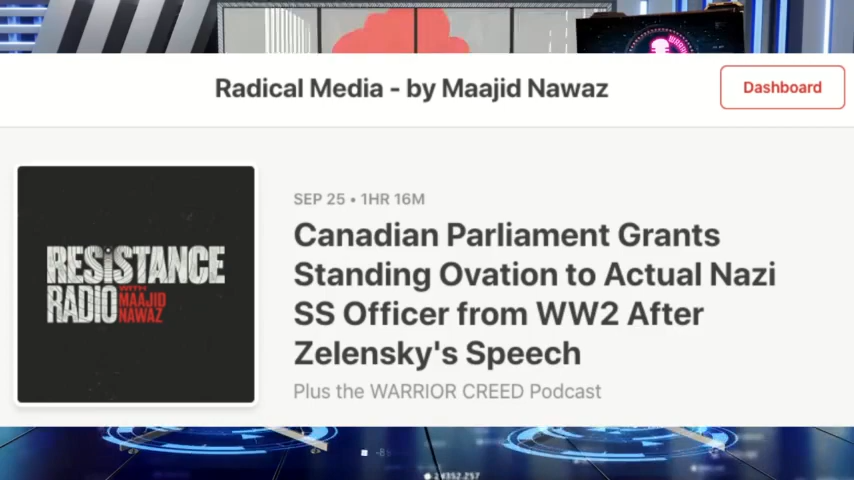 Radical Media - by Maajid Nawaz
Dashboard
RESISTANCE
RADIO WITH
MAAJID
NAWAZ
SEP 25 • 1HR 16M
Canadian Parliament Grants
Standing Ovation to Actual Nazi
SS Officer from WW2 After
Zelensky's Speech
Plus the WARRIOR CREED Podcast